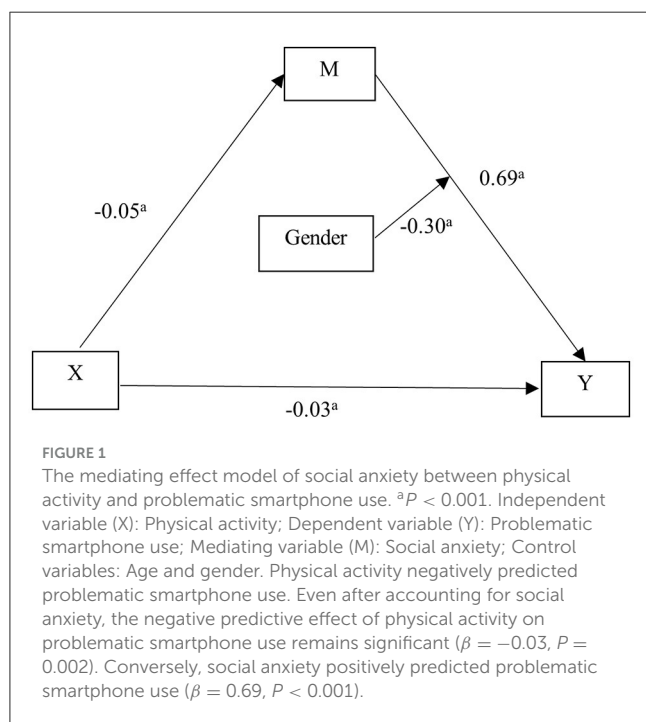 M
0.69ᵃ
-0.05ᵃ
Gender
-0.30ᵃ
X
Y
-0.03ᵃ
FIGURE 1
The mediating effect model of social anxiety between physical
activity and problematic smartphone use. ᵃP < 0.001. Independent
variable (X): Physical activity; Dependent variable (Y): Problematic
smartphone use; Mediating variable (M): Social anxiety; Control
variables: Age and gender. Physical activity negatively predicted
problematic smartphone use. Even after accounting for social
anxiety, the negative predictive effect of physical activity on
problematic smartphone use remains significant (β = −0.03, P =
0.002). Conversely, social anxiety positively predicted problematic
smartphone use (β = 0.69, P < 0.001).